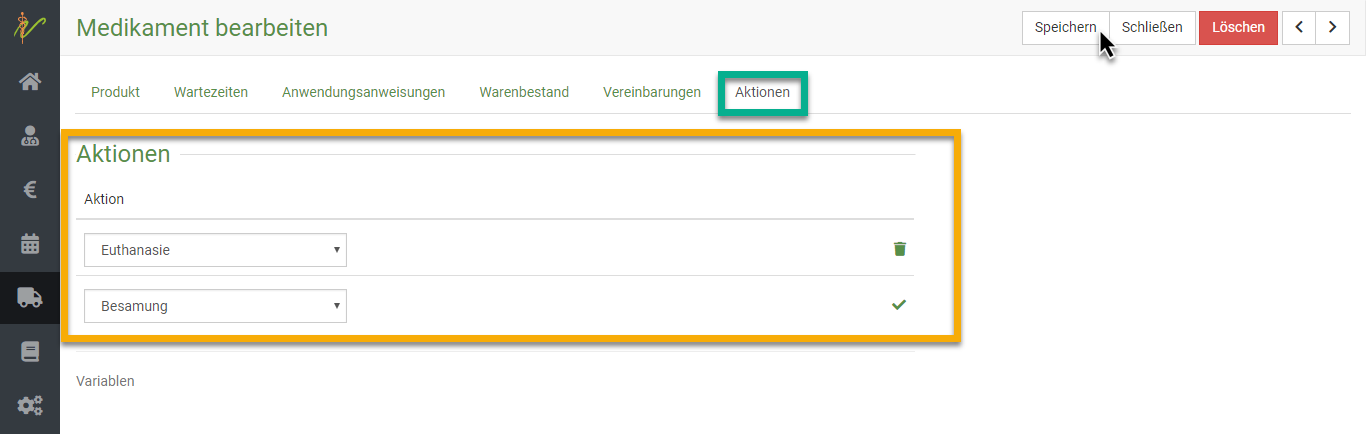 Medikament bearbeiten
Speichern Schließen Löschen
Produkt Wartezeiten Anwendungsanweisungen Warenbestand Vereinbarungen Aktionen
Aktionen
Aktion
Euthanasie
Besamung
Variablen